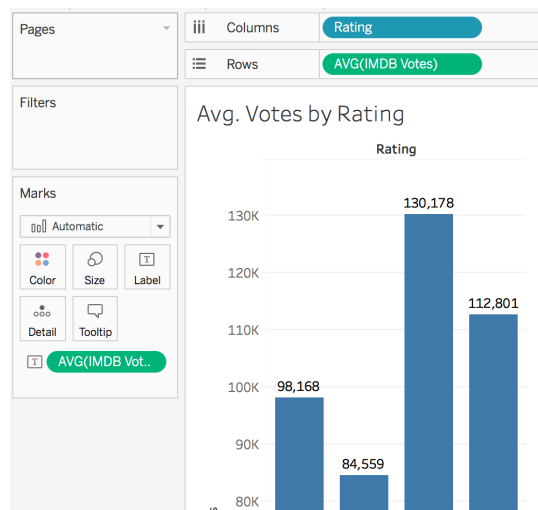 Pages
Columns
Rating
Rows
AVG(IMDB Votes)
Filters
Avg. Votes by Rating
Rating
Marks
Automatic
Color
Size
T
Label
Detail
Tooltip
T
AVG(IMDB Vot..
130K
120K
110K
100K
90K
80K
130,178
112,801
98,168
84,559